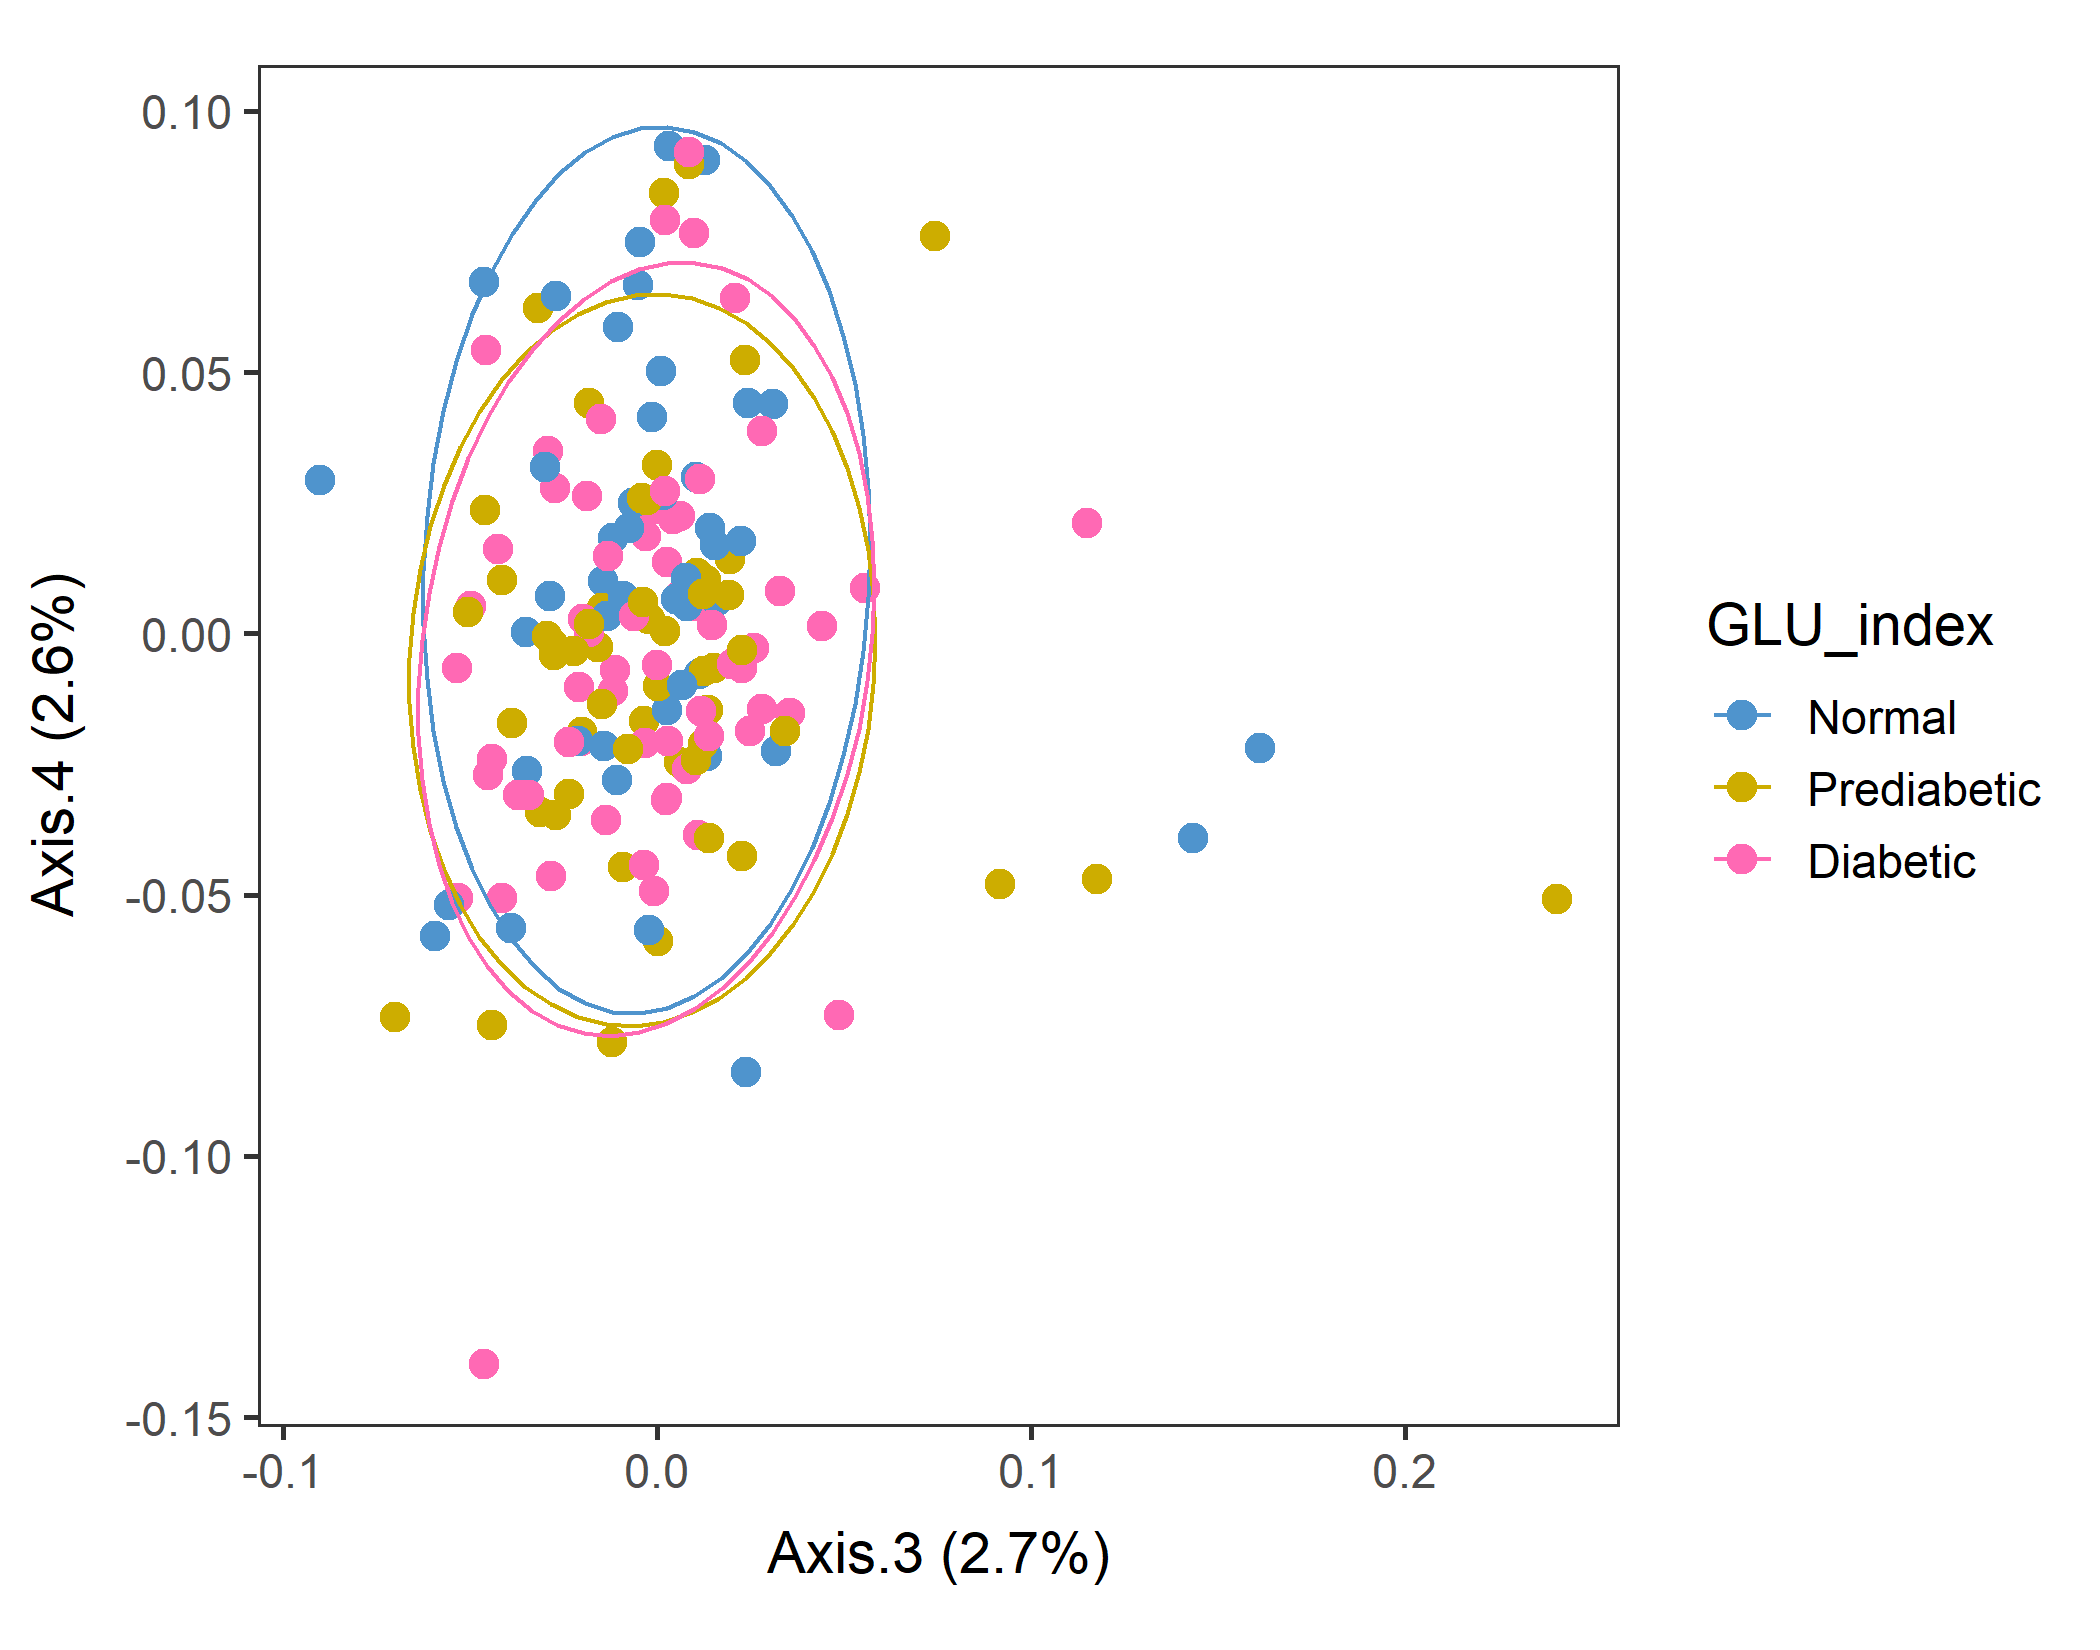 0.10
0.05
0.00
-0.05
-0.10
-0.15
-0.1
0.0
0.1
0.2
Axis.4 (2.6%)
Axis.3 (2.7%)
GLU_index
Normal
Prediabetic
Diabetic